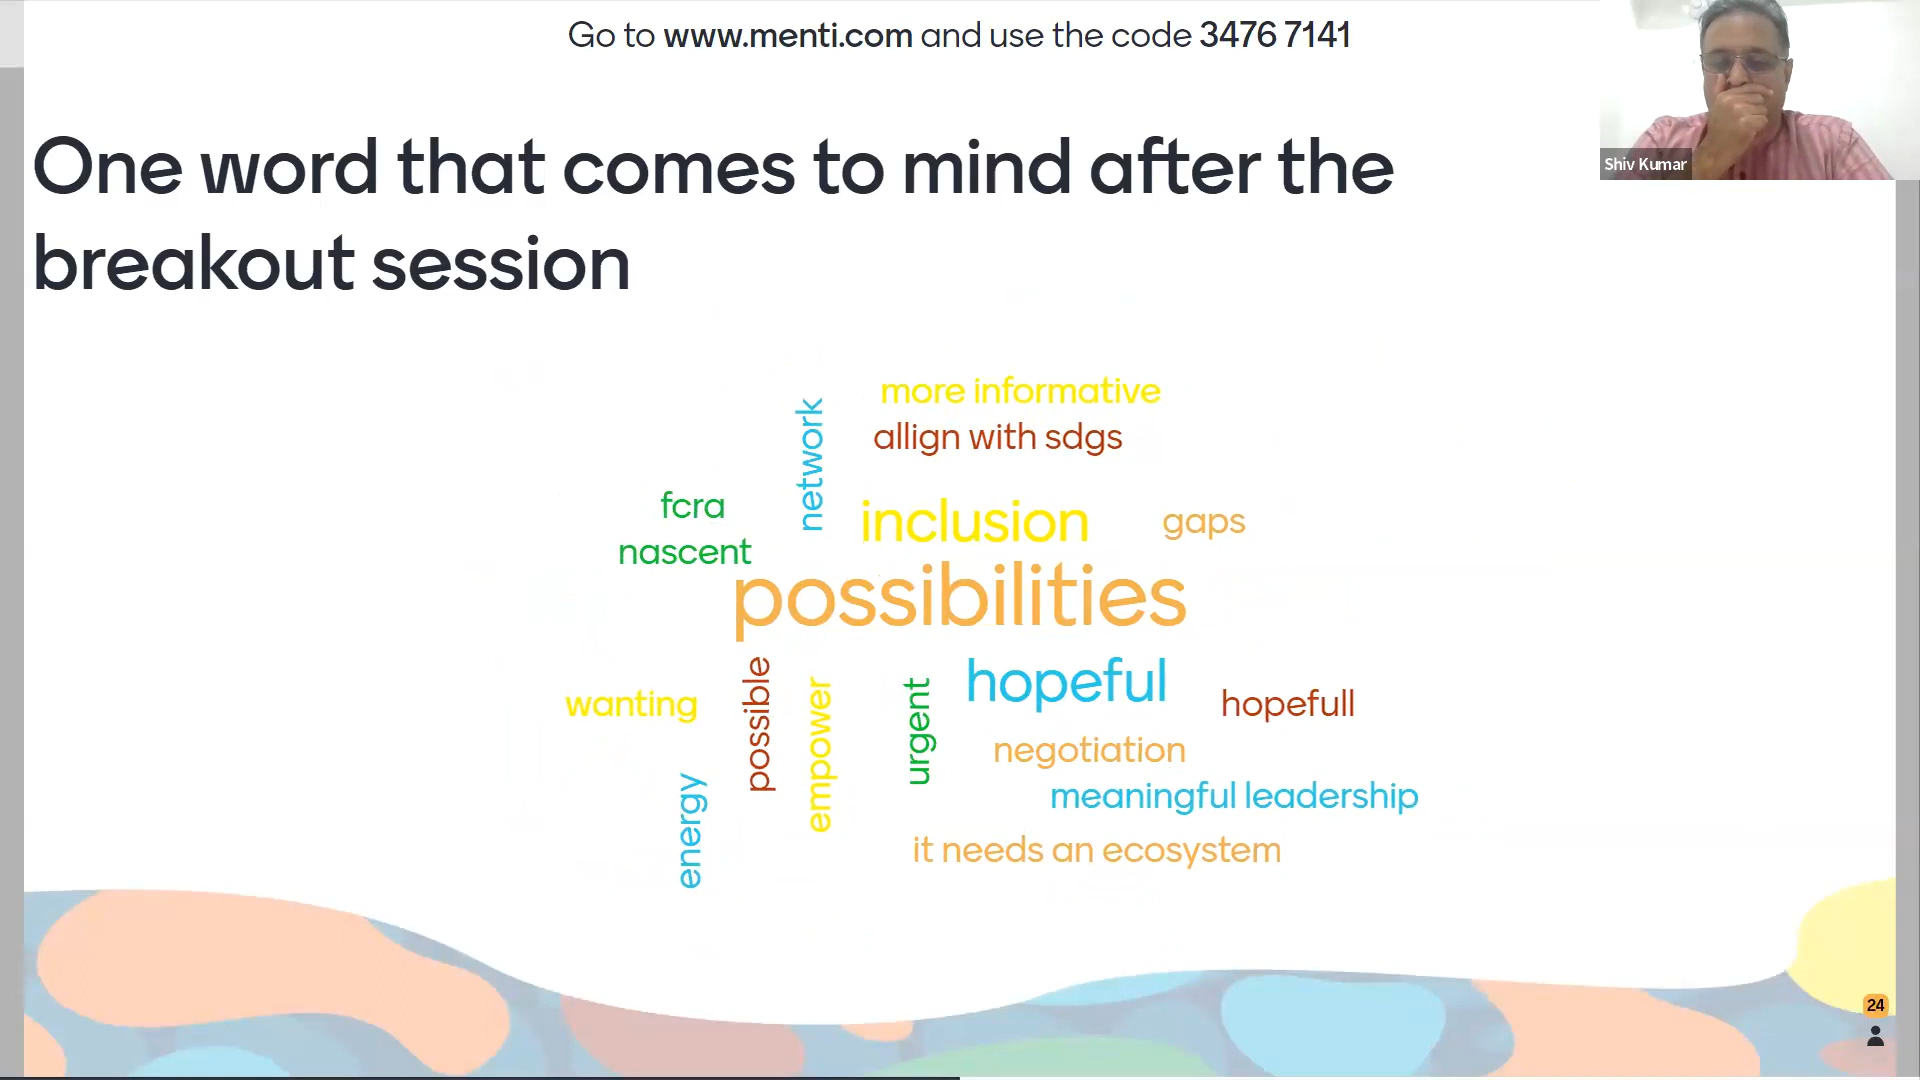 Go to www.menti.com and use the code 3476 7141
Shiv Kumar
One word that comes to mind after the
breakout session
more informative
network
allign with sdgs
fcra
inclusion
gaps
nascent
possibilities
possible
hopeful
wanting
empower
urgent
hopefull
negotiation
energy
meaningful leadership
it needs an ecosystem
24